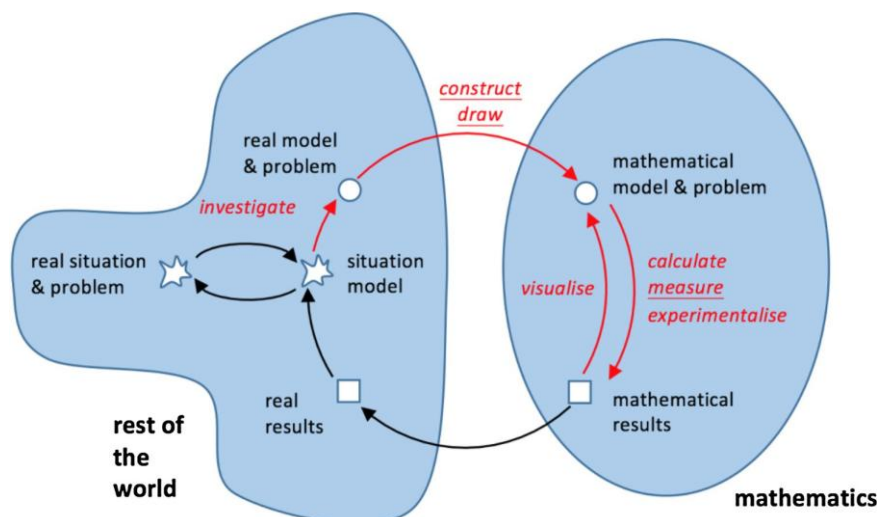 construct
draw
real model
& problem
mathematical
model & problem
investigate
real situation
& problem
situation
model
visualise
calculate
measure
experimentalise
real
results
mathematical
results
rest of
the
world
mathematics